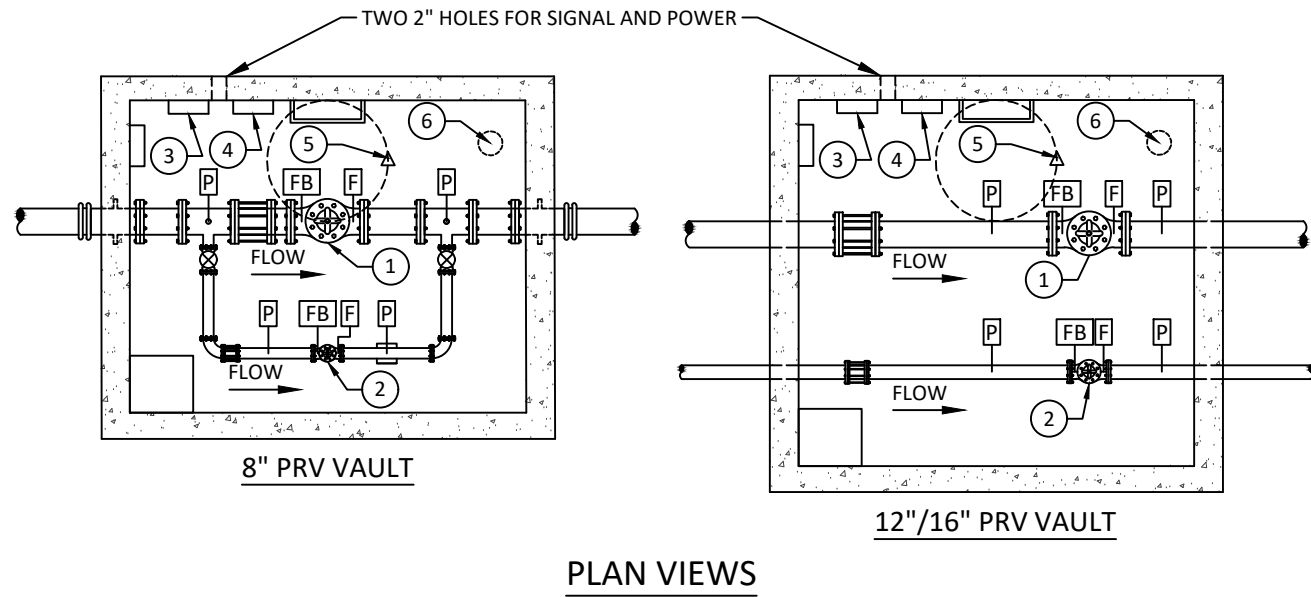 TWO 2" HOLES FOR SIGNAL AND POWER
3
4
5
6
P
FB
F
P
FLOW
1
P
FB
F
P
FLOW
2
8" PRV VAULT
3
4
5
6
P
FB
F
P
FLOW
1
P
FB
F
P
FLOW
2
12"/16" PRV VAULT
PLAN VIEWS